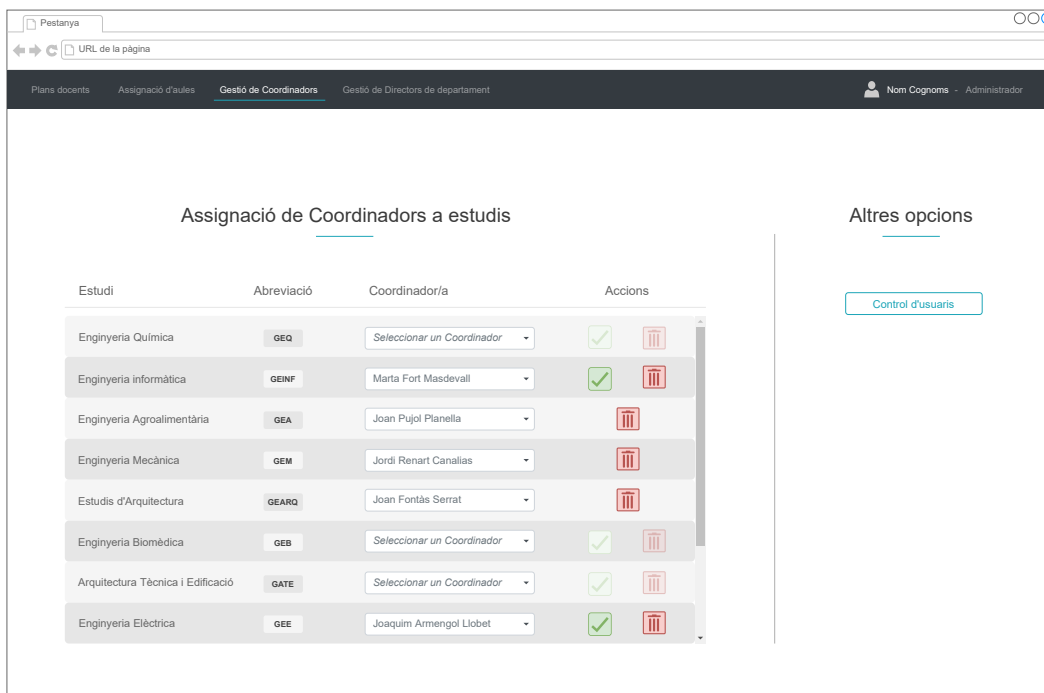 Pestanya
URL de la pàgina
Plans docents Assignació d'aules Gestió de Coordinadors Gestió de Directors de departament Nom Cognoms - Administrador
Assignació de Coordinadors a estudis
Altres opcions
Estudi Abreviació Coordinador/a Accions
Control d'usuaris
Enginyeria Química GEQ Seleccionar un Coordinador
Enginyeria informàtica GEINF Marta Fort Masdevall
Enginyeria Agroalimentària GEA Joan Pujol Planella
Enginyeria Mecànica GEM Jordi Renart Canalias
Estudis d'Arquitectura GEARQ Joan Fontàs Serrat
Enginyeria Biomèdica GEB Seleccionar un Coordinador
Arquitectura Tècnica i Edificació GATE Seleccionar un Coordinador
Enginyeria Elèctrica GEE Joaquim Armengol Llobet